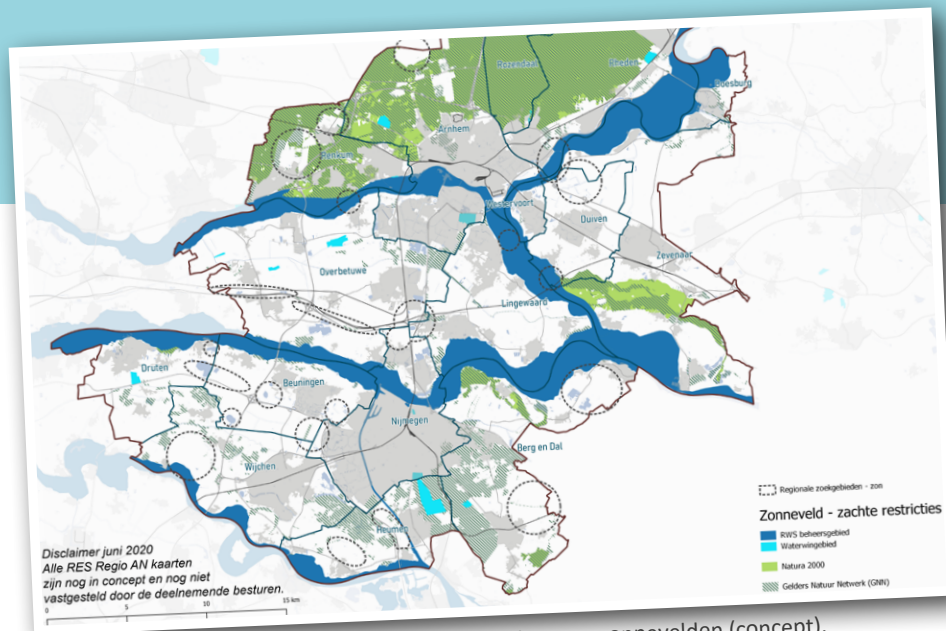 Rozendaal
Rheden
Doesburg
Arnhem
Renkum
Westervoort
Duiven
Zevenaar
Overbetuwe
Lingewaard
Druten
Beuningen
Nijmegen
Berg en Dal
Wijchen
Heumen
Regionale zoekgebieden - zon
Zonneveld - zachte restricties
RWS beheersgebied
Waterwingebied
Natura 2000
Gelders Natuur Netwerk (GNN)
Disclaimer juni 2020
Alle RES Regio AN kaarten
zijn nog in concept en nog niet
vastgesteld door de deelnemende besturen.
0 5 10 15 km
(concept).